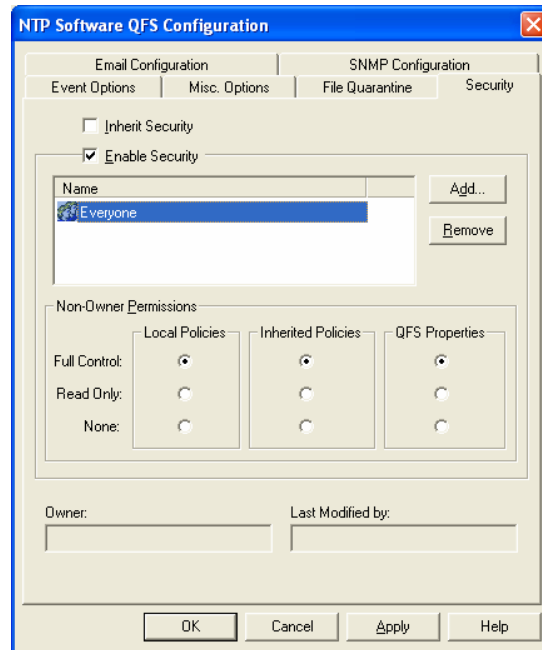 NTP Software QFS Configuration
Email Configuration SNMP Configuration
Event Options Misc. Options File Quarantine Security
Inherit Security
Enable Security
Name
Everyone
Add...
Remove
Non-Owner Permissions
Local Policies Inherited Policies QFS Properties
Full Control:
Read Only:
None:
Owner: Last Modified by:
OK Cancel Apply Help